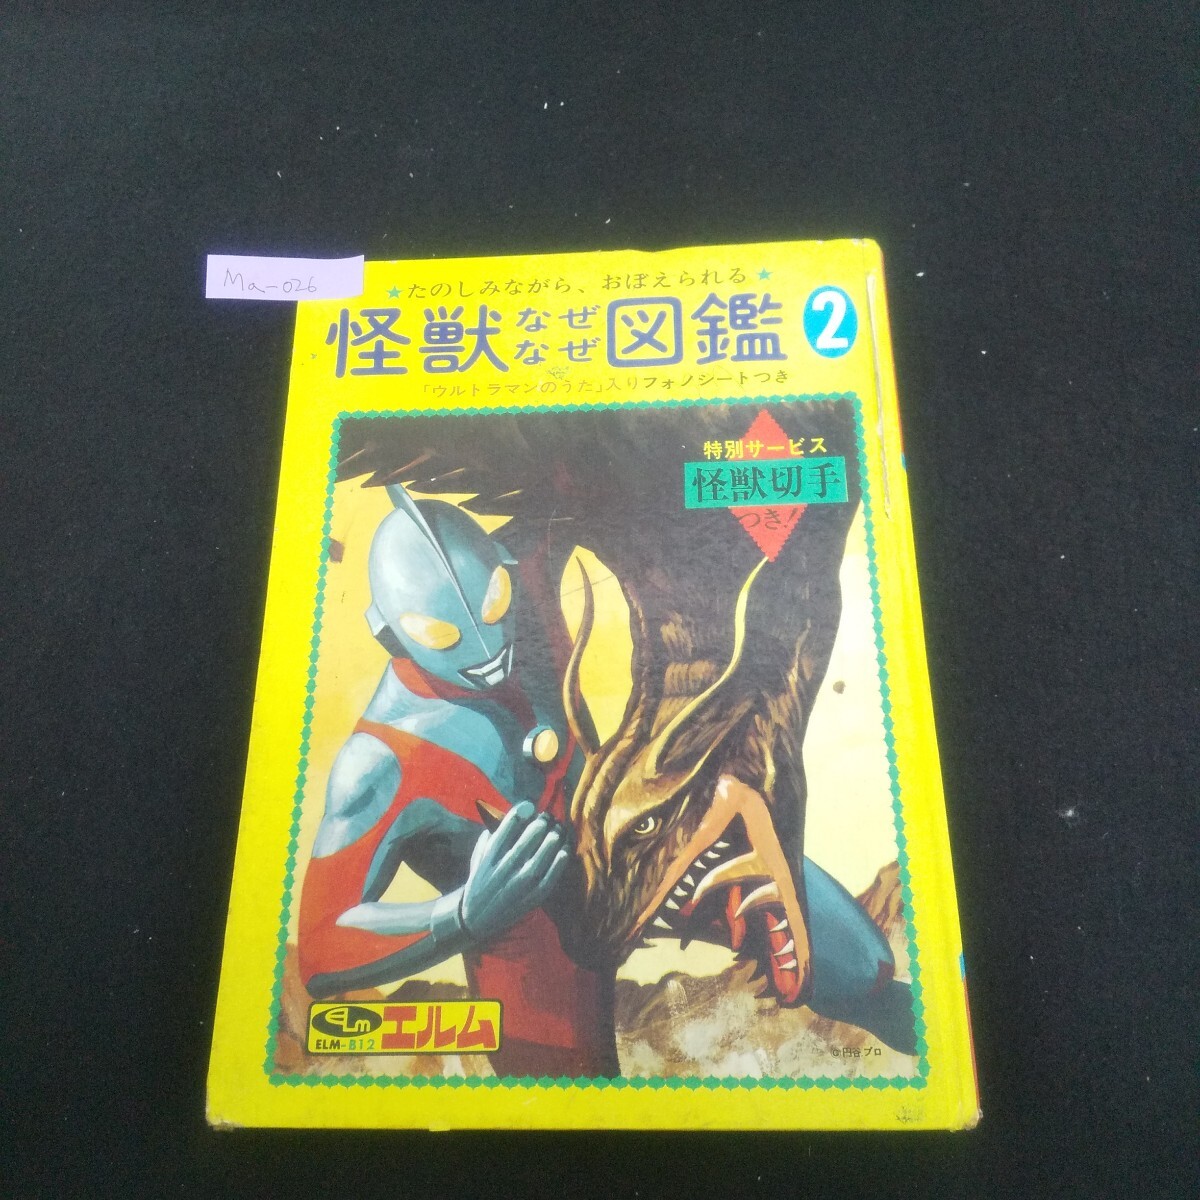 Ma-026
★たのしみながら、おぼえられる★
怪獣なぜなぜ図鑑2
「ウルトラマンのうた」入りフォノシートつき
特別サービス
怪獣切手
つき!
ELM エルム
ELM-B12
©円谷プロ